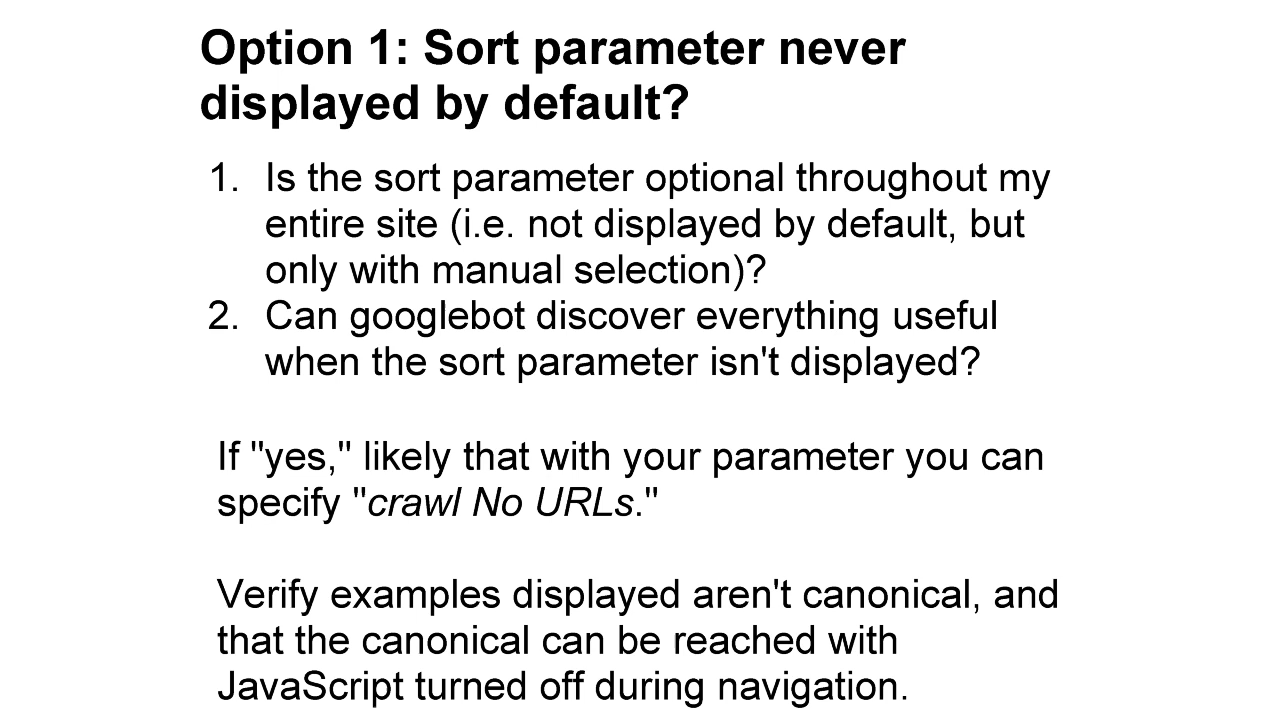 Option 1: Sort parameter never
displayed by default?
1. Is the sort parameter optional throughout my
entire site (i.e. not displayed by default, but
only with manual selection)?
2. Can googlebot discover everything useful
when the sort parameter isn't displayed?
If "yes," likely that with your parameter you can
specify "crawl No URLs."
Verify examples displayed aren't canonical, and
that the canonical can be reached with
JavaScript turned off during navigation.